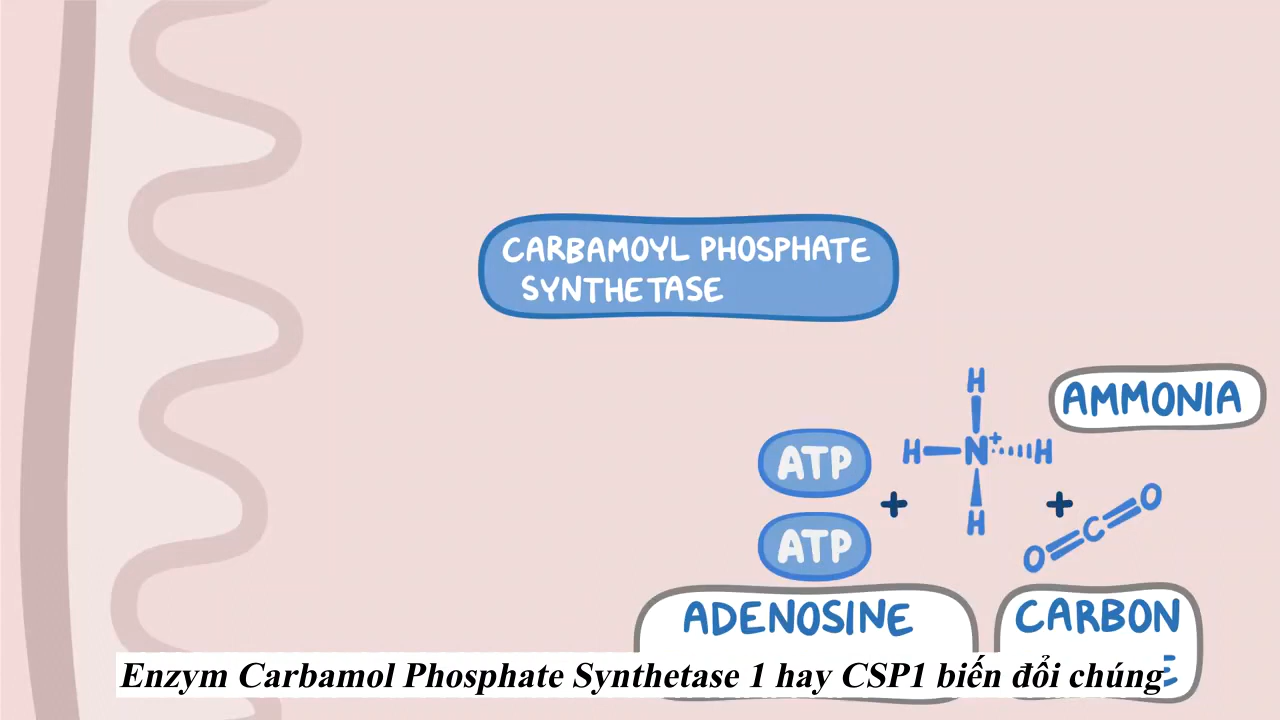 CARBAMOYL PHOSPHATE
SYNTHETASE
H
AMMONIA
ATP
H N+ H
+
+
O
C
O
ATP
H
ADENOSINE
CARBON
Enzym Carbamol Phosphate Synthetase 1 hay CSP1 biến đổi chúng